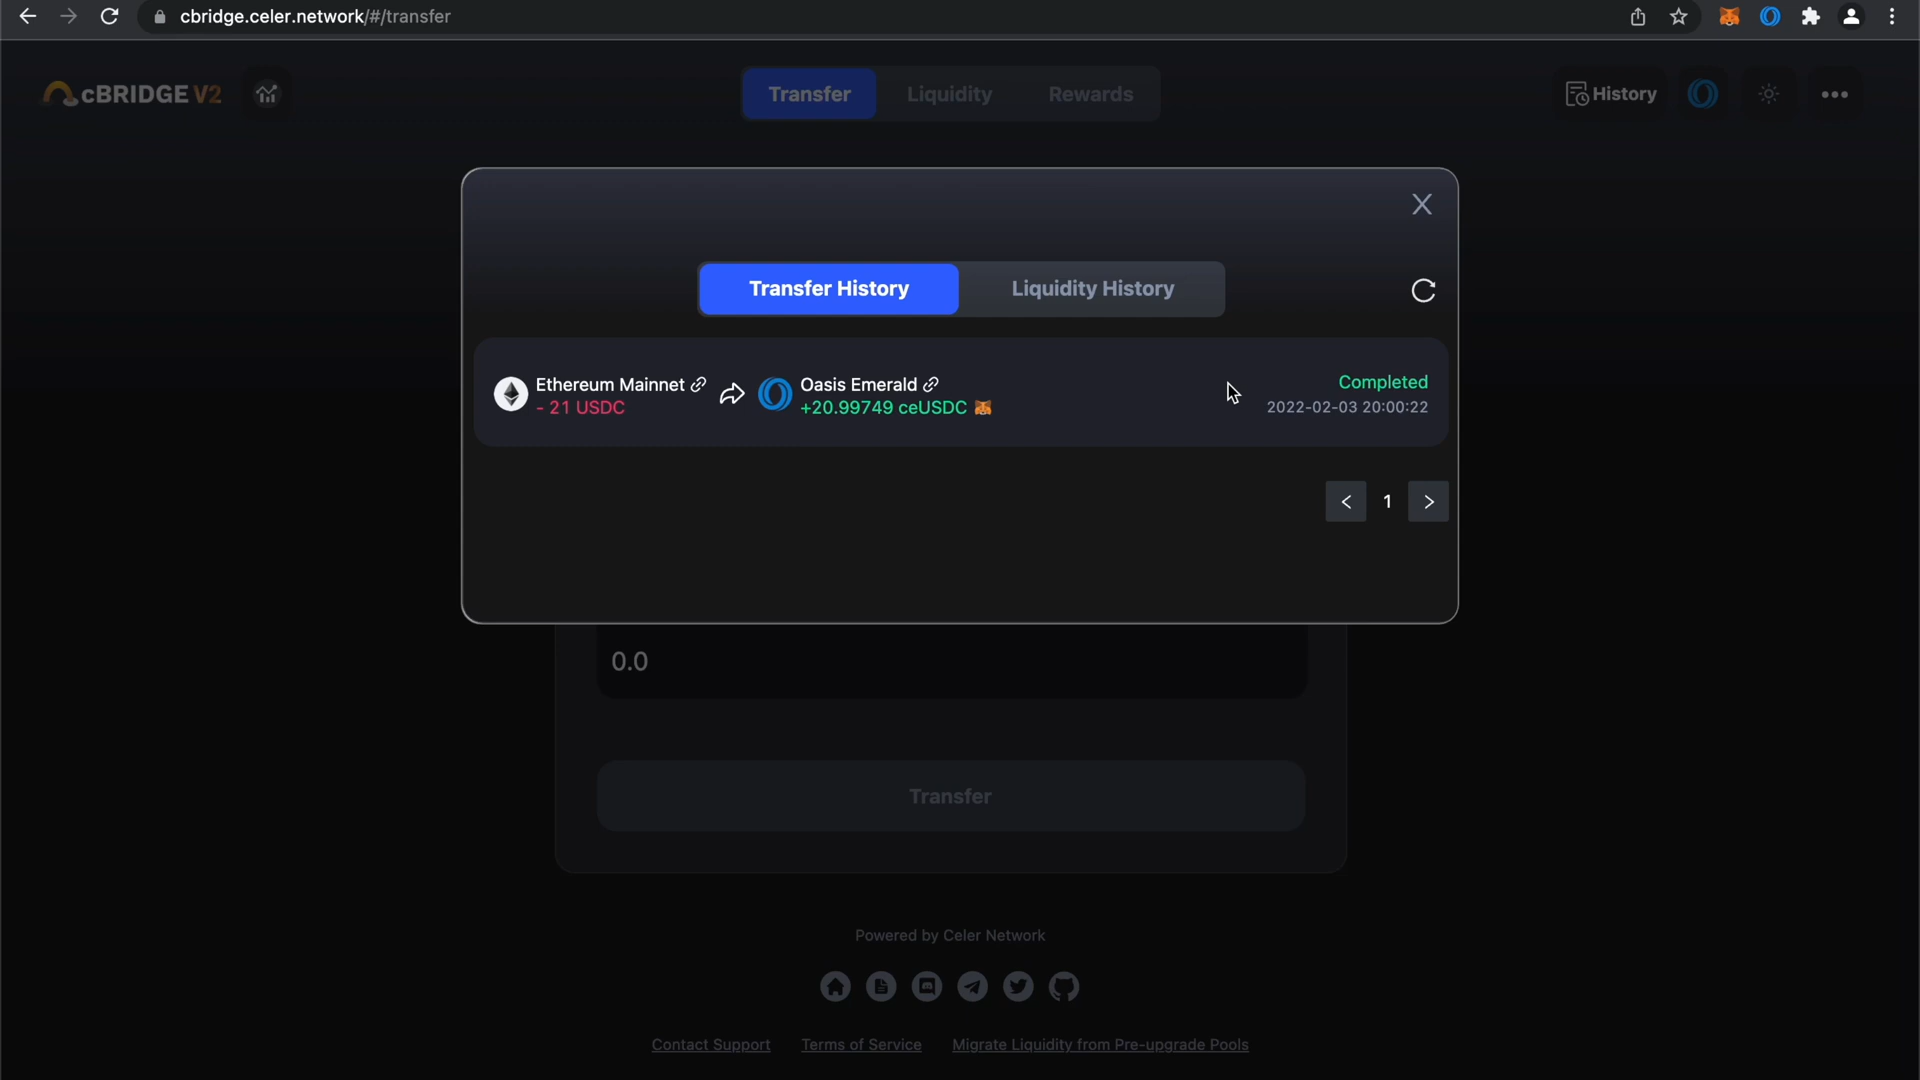 cbridge.celer.network/#/transfer
cBRIDGE V2
Transfer
Liquidity
Rewards
History
X
Transfer History
Liquidity History
Ethereum Mainnet
- 21 USDC
Oasis Emerald
+20.99749 ceUSDC
Completed
2022-02-03 20:00:22
< 1 >
0.0
Transfer
Powered by Celer Network
Contact Support
Terms of Service
Migrate Liquidity from Pre-upgrade Pools